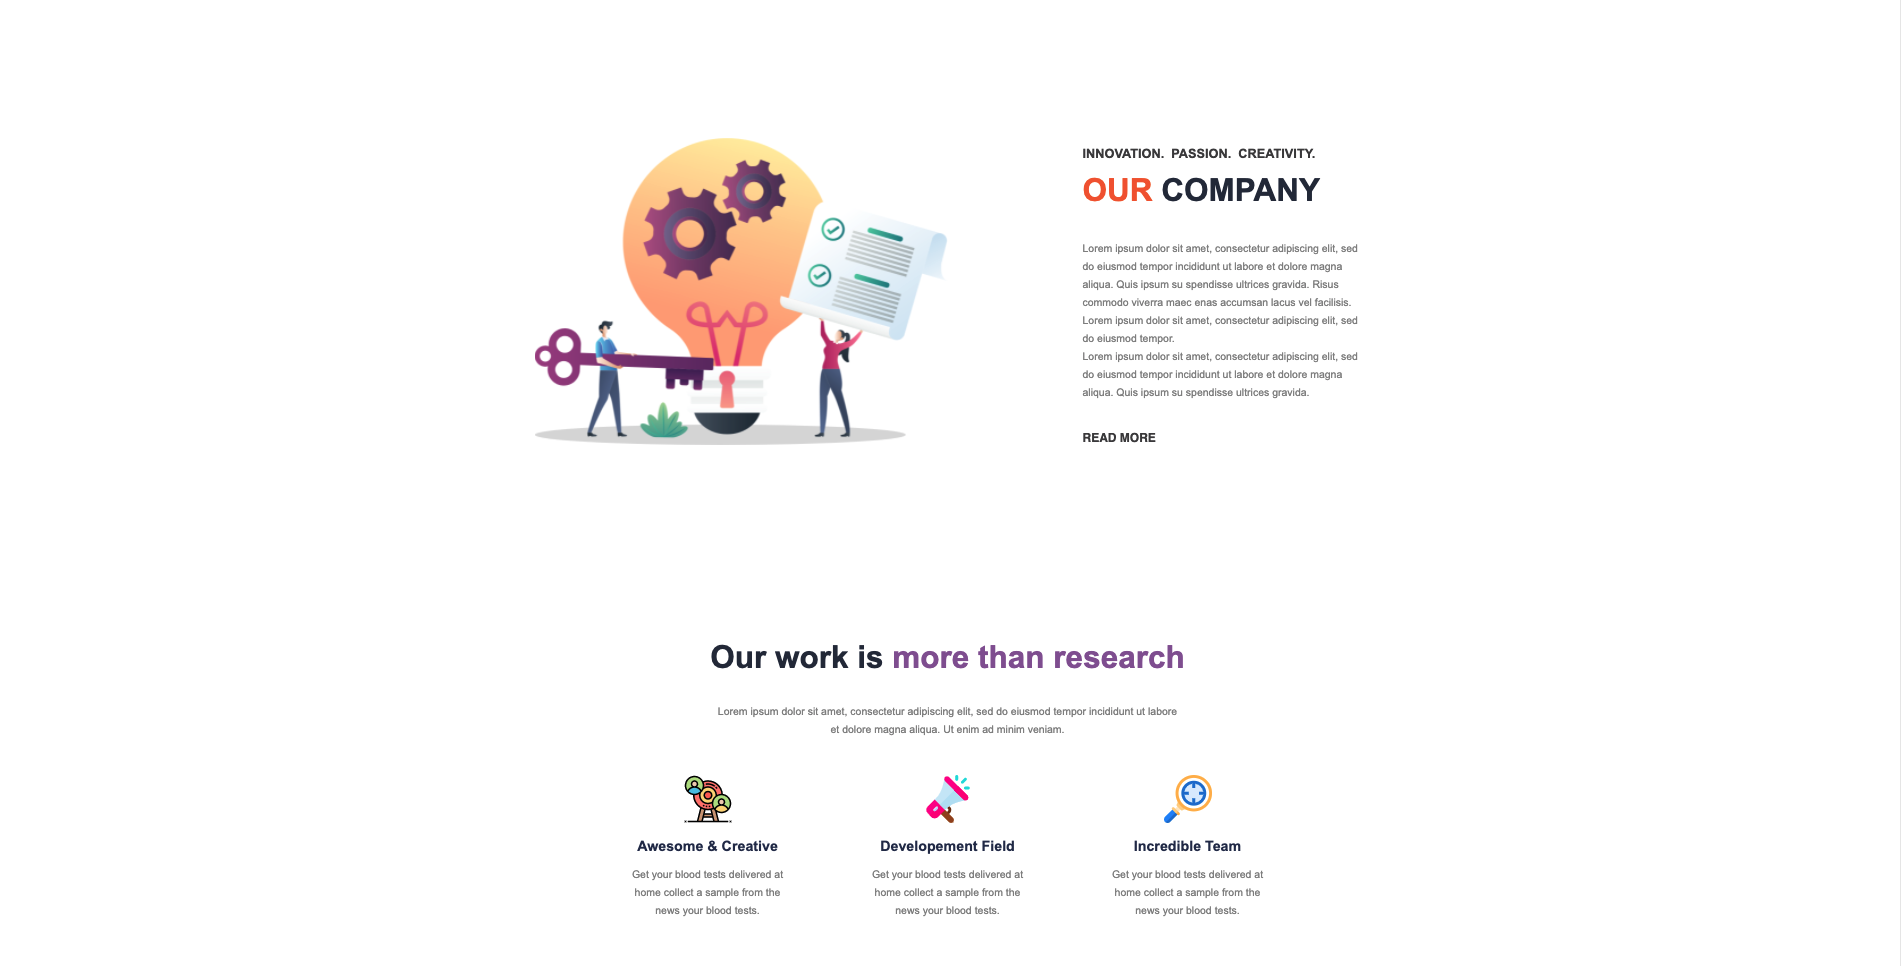 INNOVATION. PASSION. CREATIVITY.
OUR COMPANY
Lorem ipsum dolor sit amet, consectetur adipiscing elit, sed
do eiusmod tempor incididunt ut labore et dolore magna
aliqua. Quis ipsum su spendisse ultrices gravida. Risus
commodo viverra maec enas accumsan lacus vel facilisis.
Lorem ipsum dolor sit amet, consectetur adipiscing elit, sed
do eiusmod tempor.
Lorem ipsum dolor sit amet, consectetur adipiscing elit, sed
do eiusmod tempor incididunt ut labore et dolore magna
aliqua. Quis ipsum su spendisse ultrices gravida.
READ MORE
Our work is more than research
Lorem ipsum dolor sit amet, consectetur adipiscing elit, sed do eiusmod tempor incididunt ut labore
et dolore magna aliqua. Ut enim ad minim veniam.
Awesome & Creative
Get your blood tests delivered at
home collect a sample from the
news your blood tests.
Developement Field
Get your blood tests delivered at
home collect a sample from the
news your blood tests.
Incredible Team
Get your blood tests delivered at
home collect a sample from the
news your blood tests.